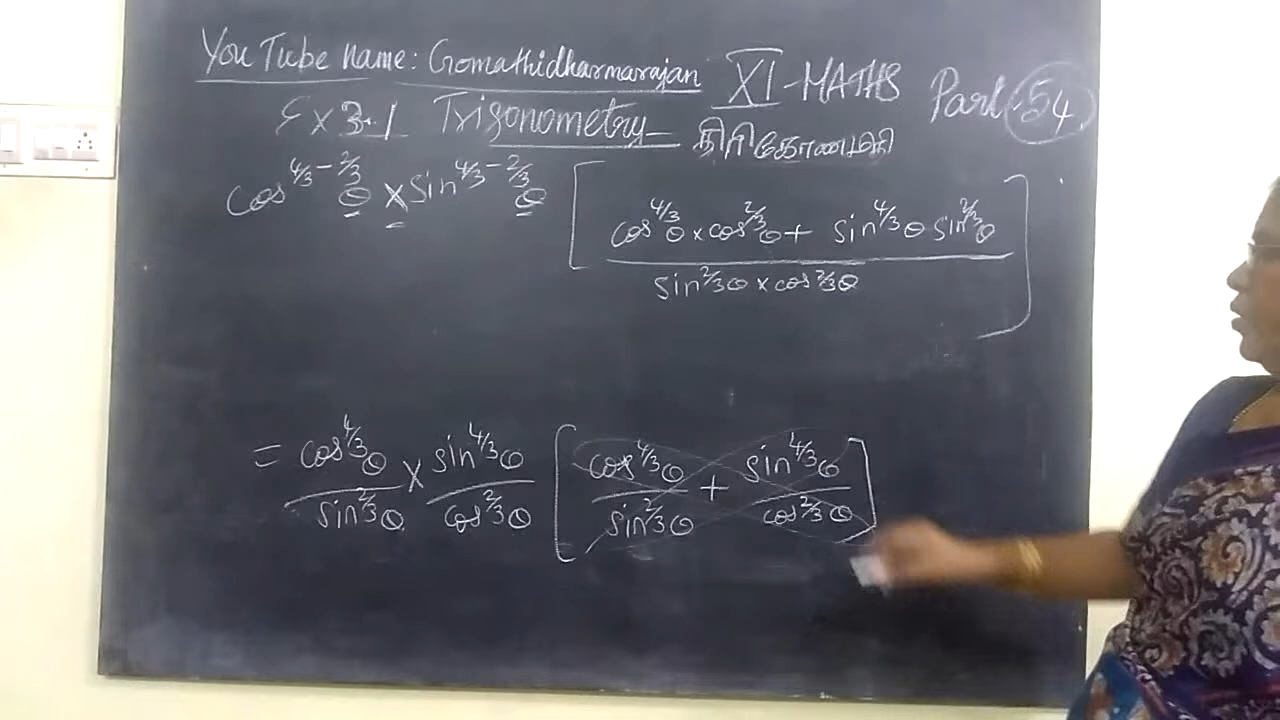 YouTube name: Gomathidharmarajan XI - MATHS Part-54
Ex 3.1 Trigonometry திரிகோணமிதி
cos^{4/3 - 2/3} θ × sin^{4/3 - 2/3} θ [ (cos^{4/3} θ × cos^{2/3} θ + sin^{4/3} θ sin^{2/3} θ) / (sin^{2/3} θ × cos^{2/3} θ) ]
= cos^{4/3} θ / sin^{2/3} θ × sin^{4/3} θ / cos^{2/3} θ [ cos^{4/3} θ / sin^{2/3} θ + sin^{4/3} θ / cos^{2/3} θ ]